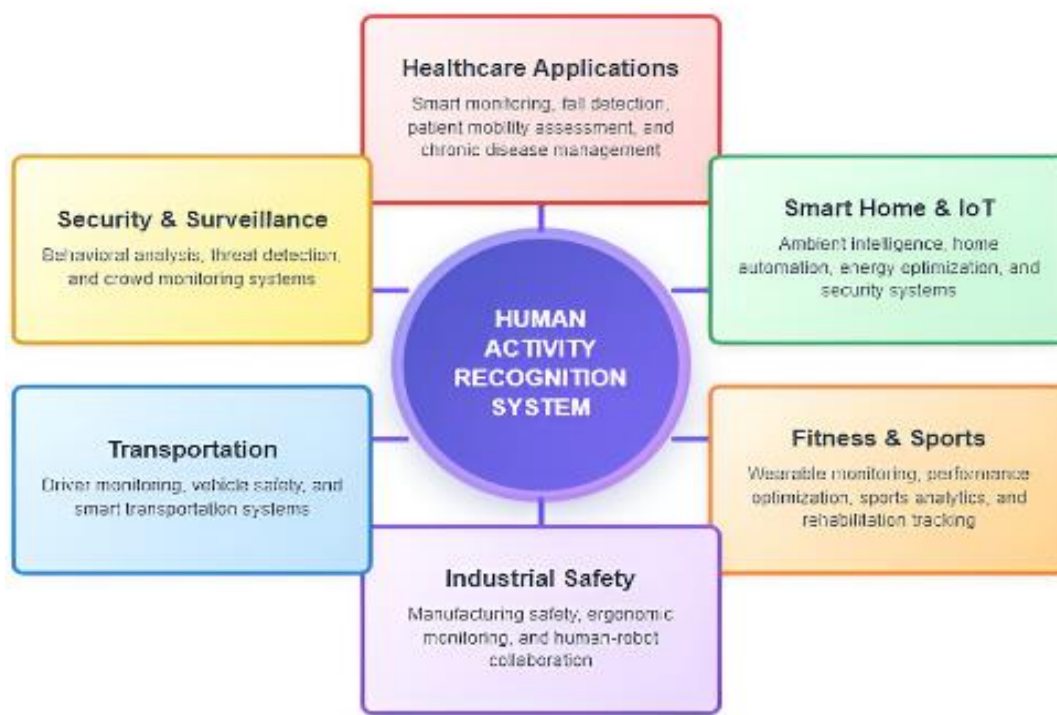 Healthcare Applications
Smart monitoring, fall detection,
patient mobility assessment, and
chronic disease management
Security & Surveillance
Behavioral analysis, threat detection,
and crowd monitoring systems
Smart Home & IoT
Ambient intelligence, home
automation, energy optimization, and
security systems
HUMAN
ACTIVITY
RECOGNITION
SYSTEM
Transportation
Driver monitoring, vehicle safety, and
smart transportation systems
Fitness & Sports
Wearable monitoring, performance
optimization, sports analytics, and
rehabilitation tracking
Industrial Safety
Manufacturing safety, ergonomic
monitoring, and human-robot
collaboration